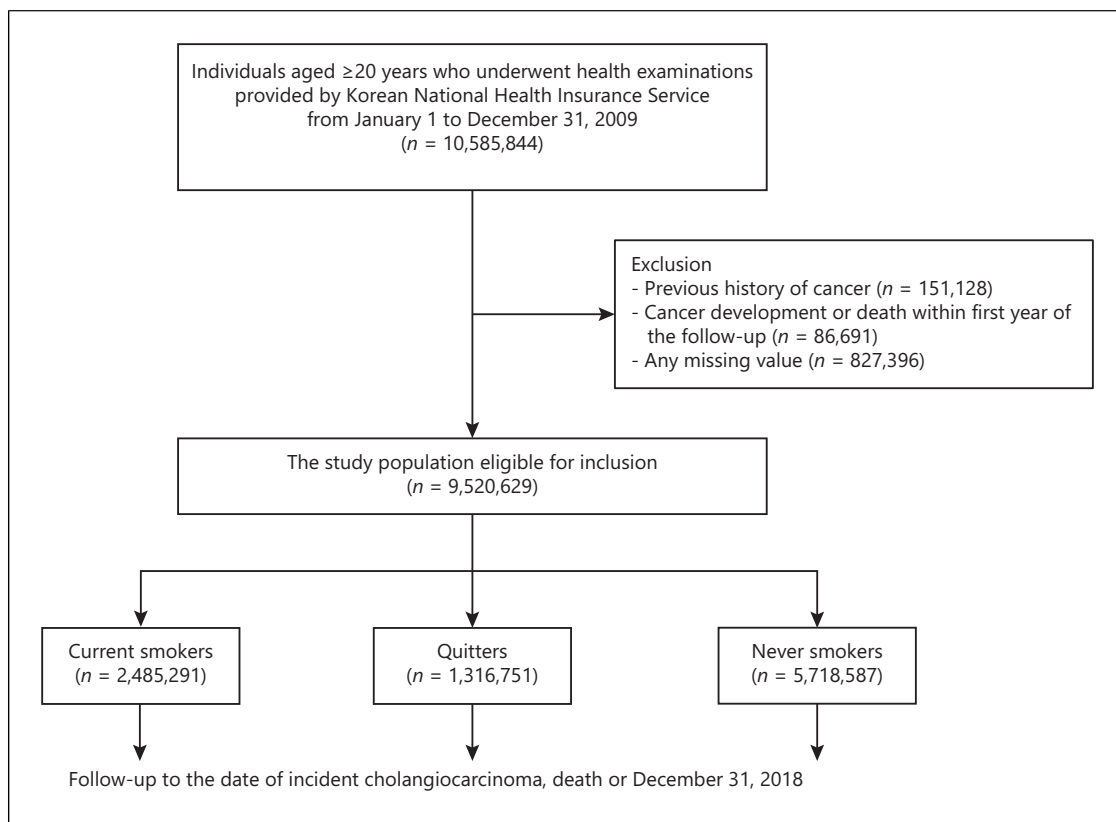 Individuals aged ≥20 years who underwent health examinations
provided by Korean National Health Insurance Service
from January 1 to December 31, 2009
(n = 10,585,844)
Exclusion
- Previous history of cancer (n = 151,128)
- Cancer development or death within first year of
the follow-up (n = 86,691)
- Any missing value (n = 827,396)
The study population eligible for inclusion
(n = 9,520,629)
Current smokers
(n = 2,485,291)
Quitters
(n = 1,316,751)
Never smokers
(n = 5,718,587)
Follow-up to the date of incident cholangiocarcinoma, death or December 31, 2018